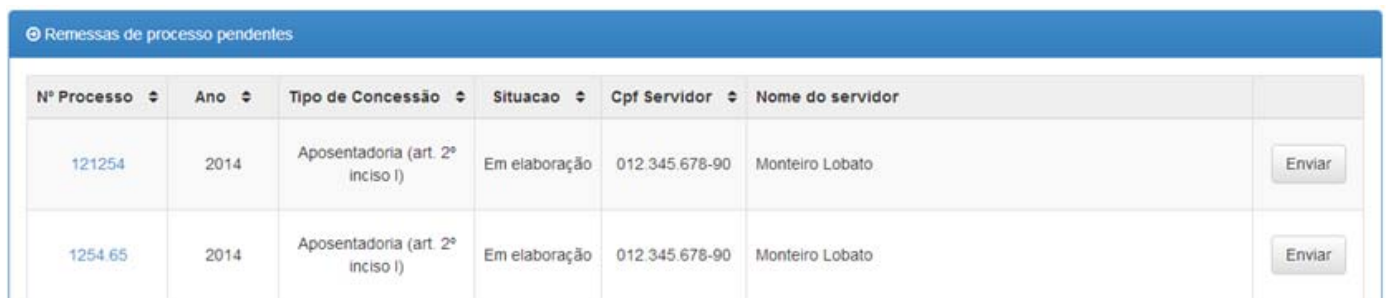 Remessas de processo pendentes
Nº Processo Ano Tipo de Concessão Situacao Cpf Servidor Nome do servidor
121254 2014 Aposentadoria (art. 2º inciso I) Em elaboração 012.345.678-90 Monteiro Lobato Enviar
1254.65 2014 Aposentadoria (art. 2º inciso I) Em elaboração 012.345.678-90 Monteiro Lobato Enviar